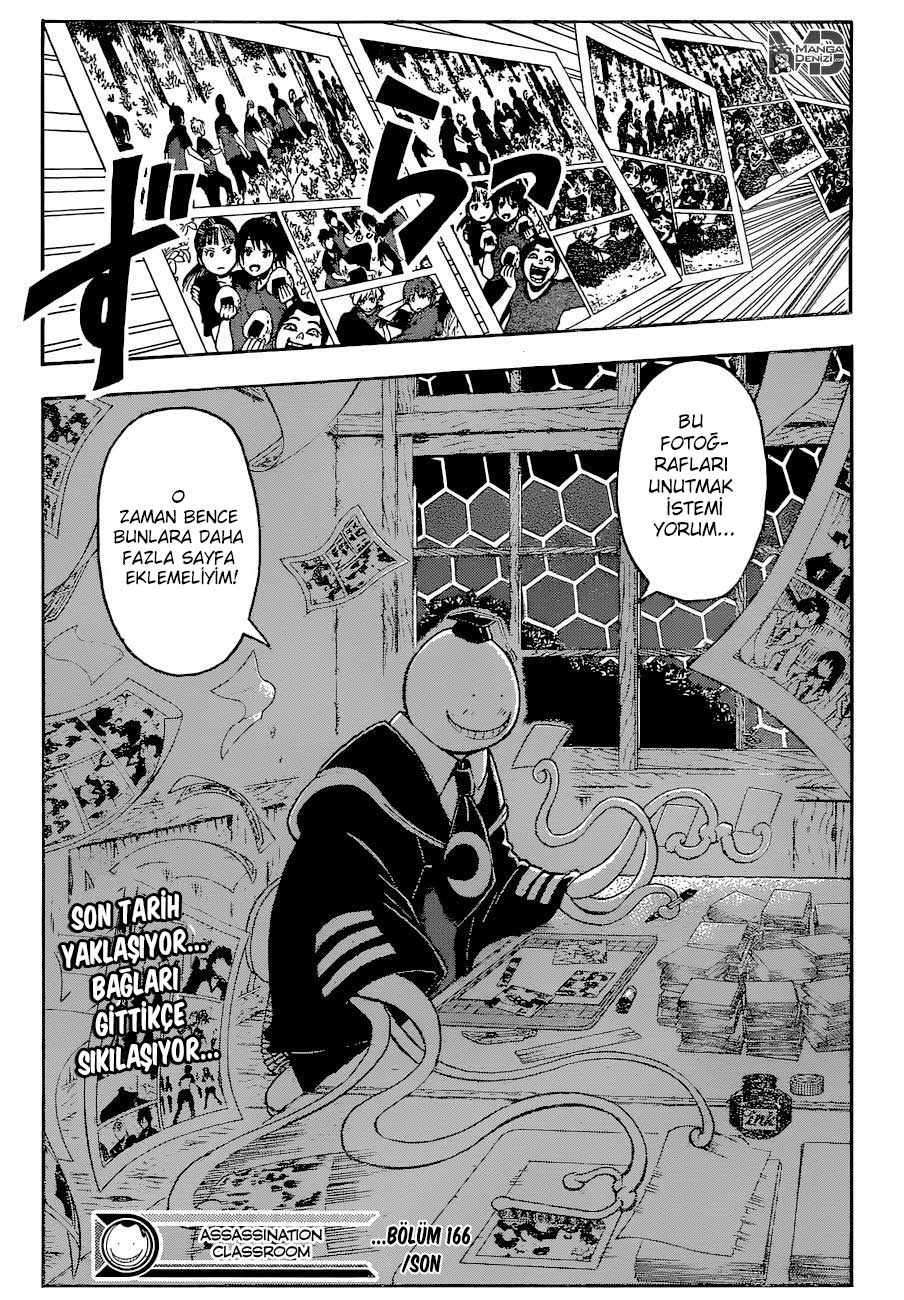 MANGA
DENİZİ
ずらっ
BU
FOTOĞ-
RAFLARI
UNUTMAK
İSTEMİ
YORUM...
O
ZAMAN BENCE
BUNLARA DAHA
FAZLA SAYFA
EKLEMELİYİM!
SON TARİH
YAKLAŞIYOR...
BAĞLARI
GİTTİKÇE
SIKILAŞIYOR...
ink
ASSASSINATION
CLASSROOM
...BÖLÜM 166
/SON